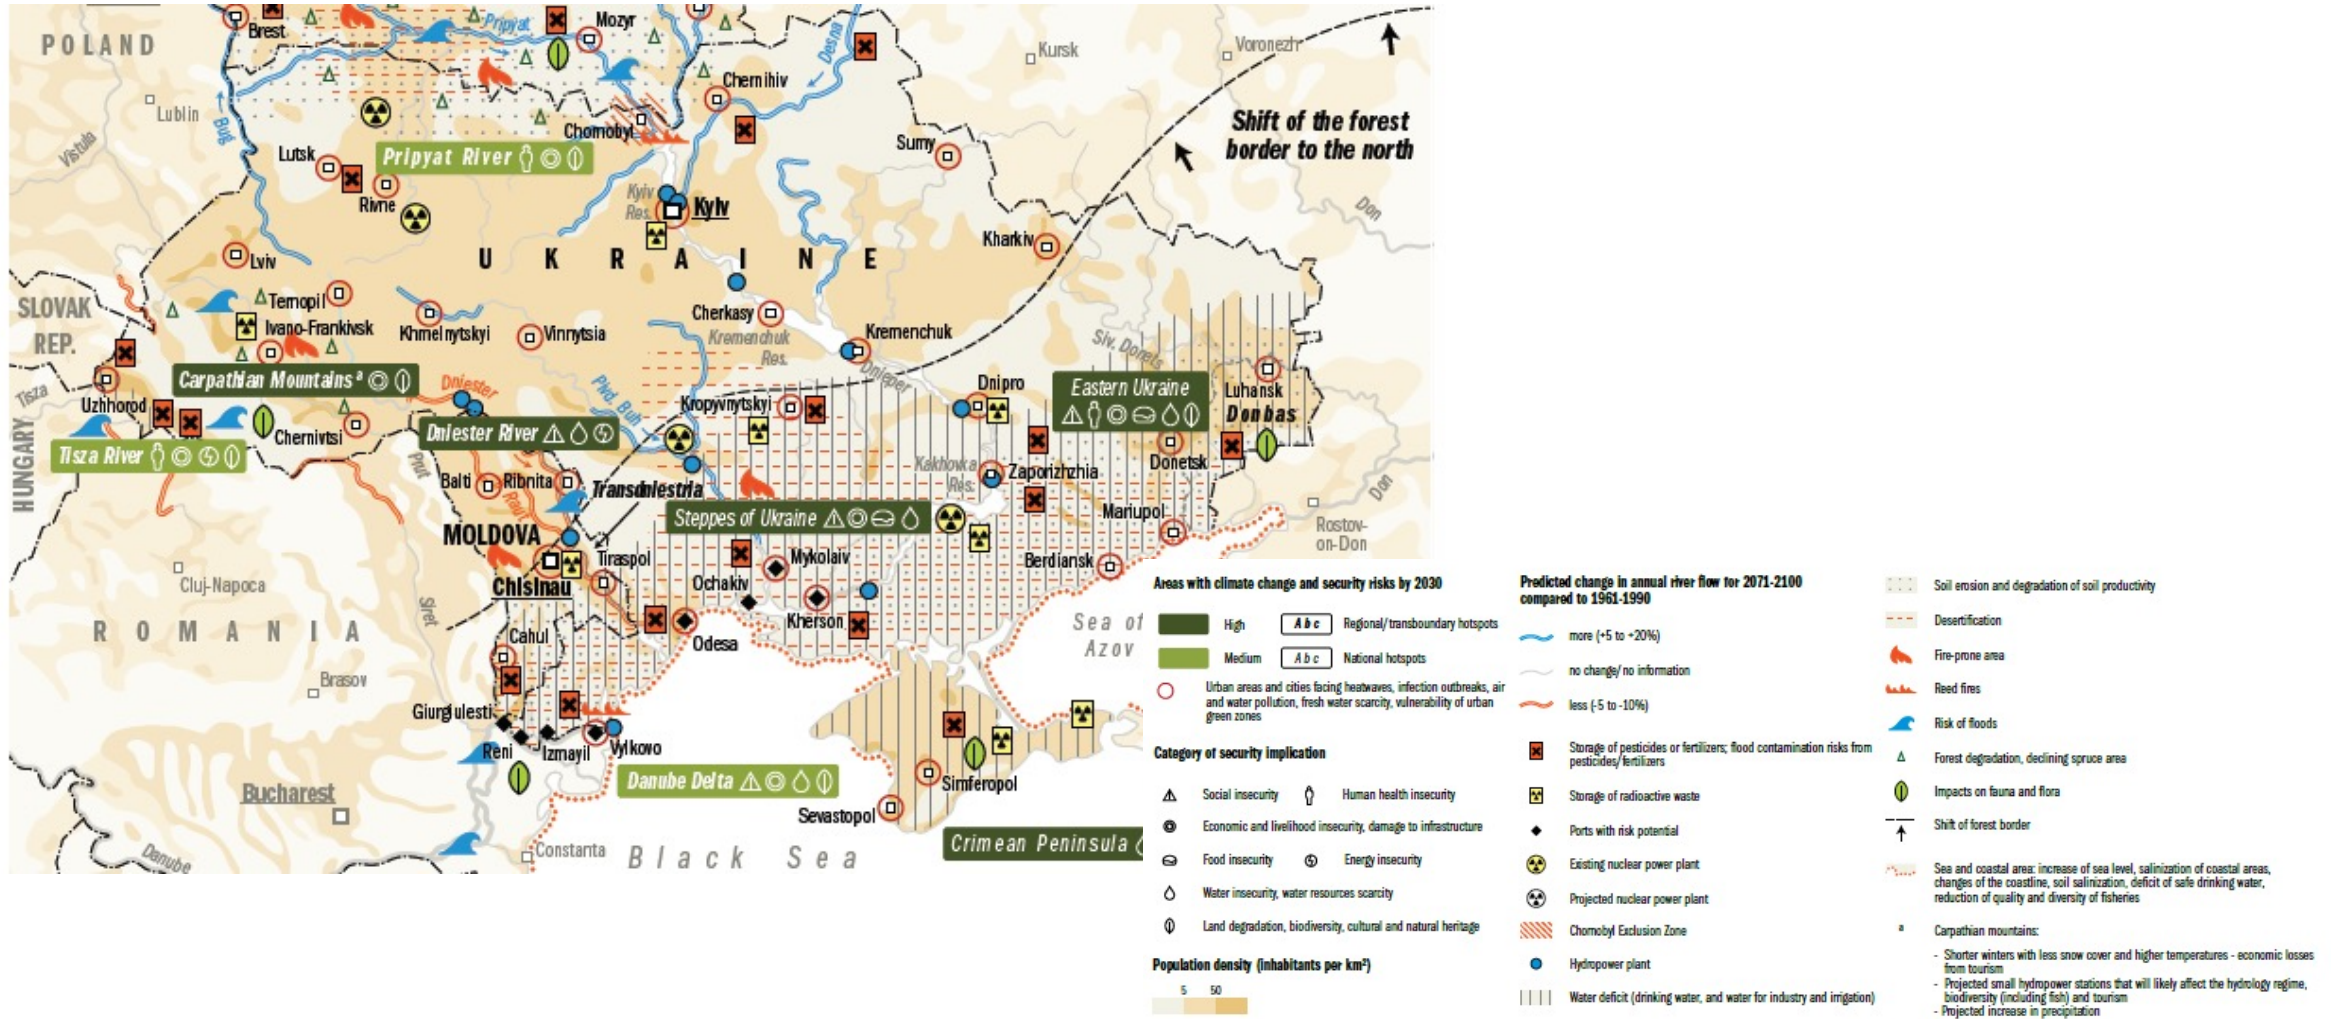 POLAND
Brest
Pripyat
Mozyr
Desna
Kursk
Voronezh
Lublin
Bug
Chernihiv
Shift of the forest
border to the north
Vistula
Chornobyl
Sumy
Lutsk
Pripyat River
Rivne
Kyiv
Res.
Kyiv
Don
Kharkiv
UKRAINE
Lviv
SLOVAK
REP.
Ternopil
Ivano-Frankivsk
Khmelnytskyi
Vinnytsia
Cherkasy
Kremenchuk
Res.
Kremenchuk
Dnieper
Siv. Donets
Carpathian Mountains a
Dniester
Pivd. Buh
Tisza
Uzhhorod
Chernivtsi
Kropyvnytskyi
Dnipro
Eastern Ukraine
Luhansk
Donbas
HUNGARY
Tisza River
Dniester River
Prut
Balti
Ribnita
Raut
Transdniestria
Kakhovka
Res.
Zaporizhzhia
Donetsk
Don
Steppes of Ukraine
Mariupol
Rostov-
on-Don
MOLDOVA
Chisinau
Tiraspol
Mykolaiv
Ochakiv
Berdiansk
Cluj-Napoca
ROMANIA
Siret
Kherson
Odesa
Sea of
Azov
Cahul
Brasov
Giurgiulesti
Reni
Izmayil
Vylkovo
Danube Delta
Bucharest
Simferopol
Sevastopol
Crimean Peninsula
Danube
Constanta
Black Sea
Areas with climate change and security risks by 2030
High
Abc
Regional/transboundary hotspots
Medium
Abc
National hotspots
Urban areas and cities facing heatwaves, infection outbreaks, air
and water pollution, fresh water scarcity, vulnerability of urban
green zones
Category of security implication
Social insecurity
Human health insecurity
Economic and livelihood insecurity, damage to infrastructure
Food insecurity
Energy insecurity
Water insecurity, water resources scarcity
Land degradation, biodiversity, cultural and natural heritage
Population density (inhabitants per km²)
5 50
Predicted change in annual river flow for 2071-2100
compared to 1961-1990
more (+5 to +20%)
no change/ no information
less (-5 to -10%)
Storage of pesticides or fertilizers; flood contamination risks from
pesticides/fertilizers
Storage of radioactive waste
Ports with risk potential
Existing nuclear power plant
Projected nuclear power plant
Chornobyl Exclusion Zone
Hydropower plant
Water deficit (drinking water, and water for industry and irrigation)
Soil erosion and degradation of soil productivity
Desertification
Fire-prone area
Reed fires
Risk of floods
Forest degradation, declining spruce area
Impacts on fauna and flora
Shift of forest border
Sea and coastal area: increase of sea level, salinization of coastal areas,
changes of the coastline, soil salinization, deficit of safe drinking water,
reduction of quality and diversity of fisheries
a Carpathian mountains:
- Shorter winters with less snow cover and higher temperatures - economic losses
from tourism
- Projected small hydropower stations that will likely affect the hydrology regime,
biodiversity (including fish) and tourism
- Projected increase in precipitation